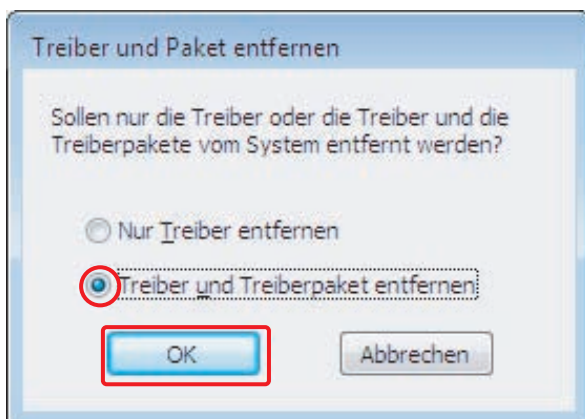 Treiber und Paket entfernen
Sollen nur die Treiber oder die Treiber und die
Treiberpakete vom System entfernt werden?
Nur Treiber entfernen
Treiber und Treiberpaket entfernen
OK
Abbrechen